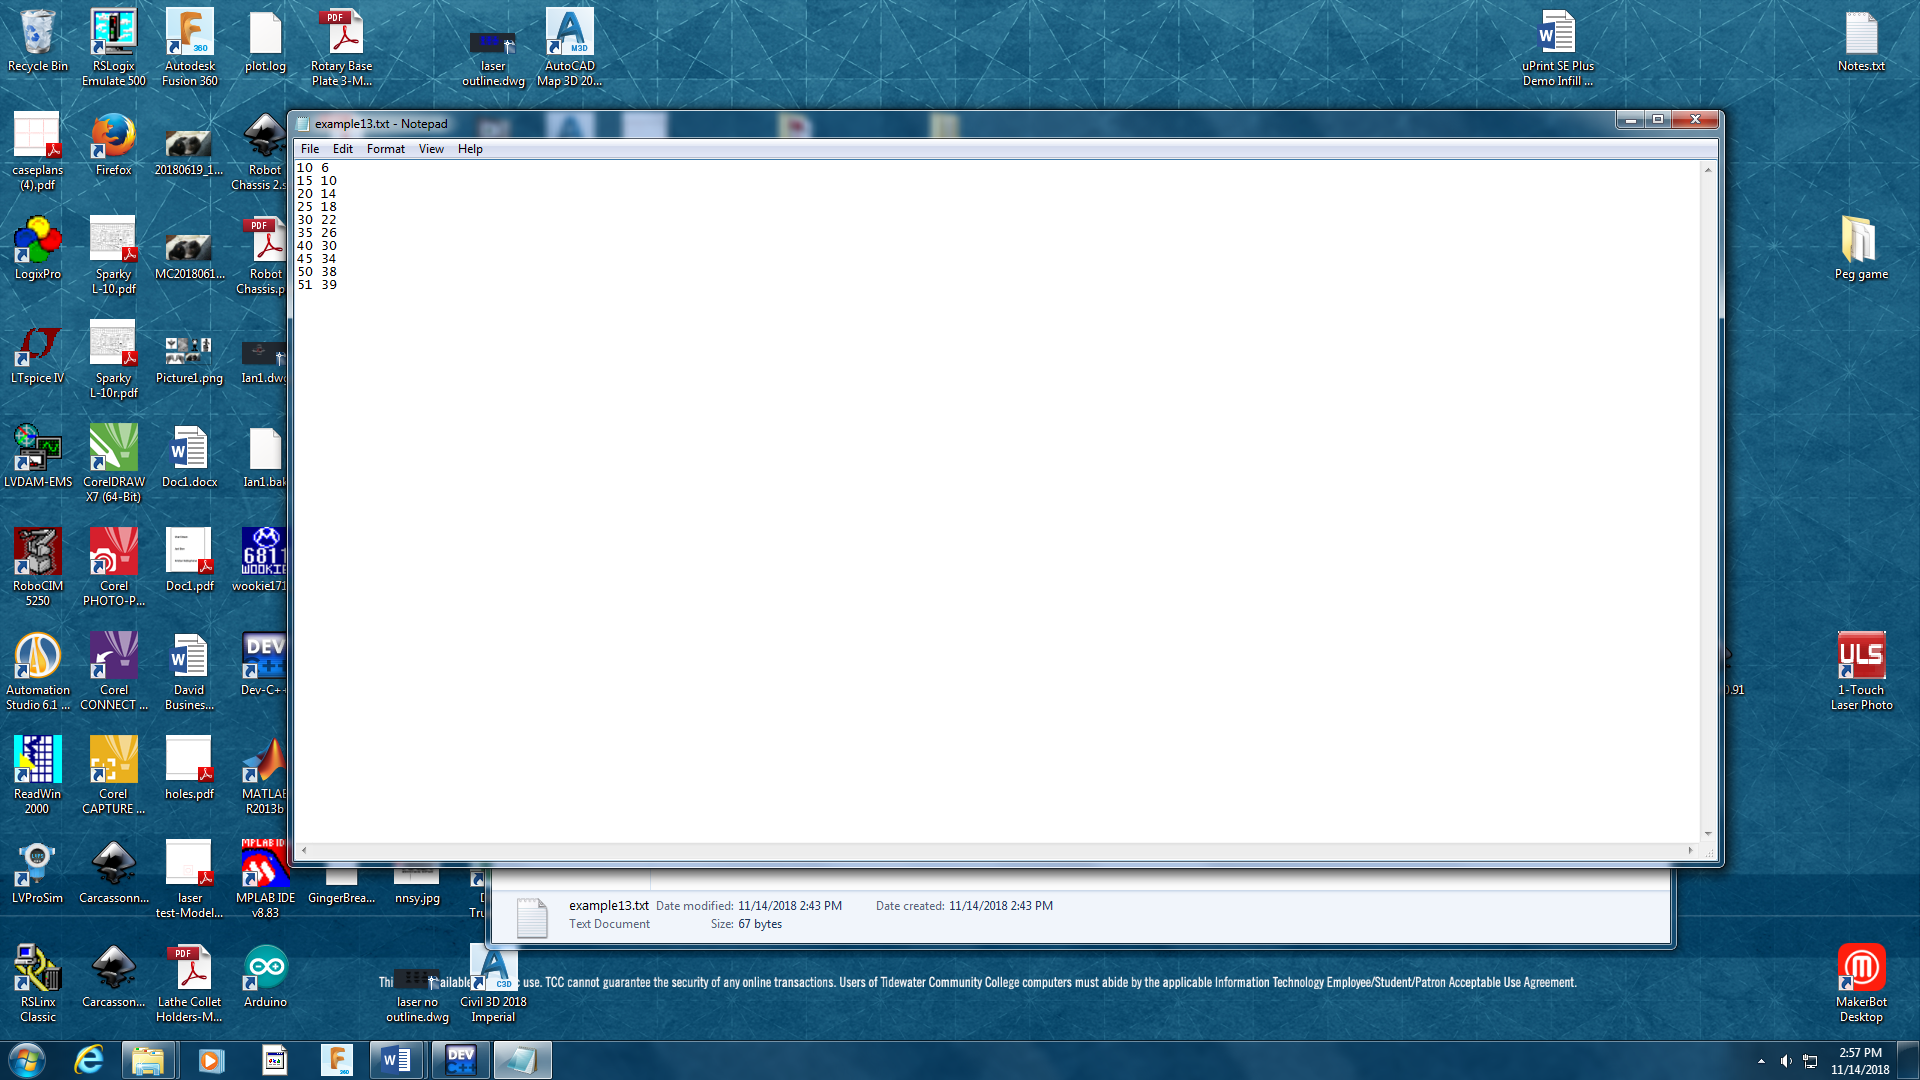 Recycle Bin
RSLogix
Emulate 500
Autodesk
Fusion 360
plot.log
Rotary Base
Plate 3-M...
laser
outline.dwg
AutoCAD
Map 3D 20...
uPrint SE Plus
Demo Infill ...
Notes.txt
example13.txt - Notepad
File Edit Format View Help
10 6
15 10
20 14
25 18
30 22
35 26
40 30
45 34
50 38
51 39
caseplans
(4).pdf
Firefox
20180619_1...
Robot
Chassis 2.s
LogixPro
Sparky
L-10.pdf
MC2018061...
Robot
Chassis.p
Peg game
LTspice IV
Sparky
L-10r.pdf
Picture1.png
Ian1.dwg
LVDAM-EMS
CorelDRAW
X7 (64-Bit)
Doc1.docx
Ian1.bak
RoboCIM
5250
Corel
PHOTO-P...
Doc1.pdf
6811
WOOKIE
wookie171
Automation
Studio 6.1 ...
Corel
CONNECT ...
David
Busines...
DEV
C++
Dev-C++
0.91
ULS
1-Touch
Laser Photo
ReadWin
2000
Corel
CAPTURE ...
holes.pdf
MATLAB
R2013b
LVProSim
Carcassonn...
laser
test-Model...
MPLAB IDE
v8.83
GingerBrea...
nnsy.jpg
D
Tru
example13.txt Date modified: 11/14/2018 2:43 PM Date created: 11/14/2018 2:43 PM
Text Document Size: 67 bytes
RSLinx
Classic
Carcassonn...
Lathe Collet
Holders-M...
Arduino
laser no
outline.dwg
Civil 3D 2018
Imperial
MakerBot
Desktop
use. TCC cannot guarantee the security of any online transactions. Users of Tidewater Community College computers must abide by the applicable Information Technology Employee/Student/Patron Acceptable Use Agreement.
2:57 PM
11/14/2018